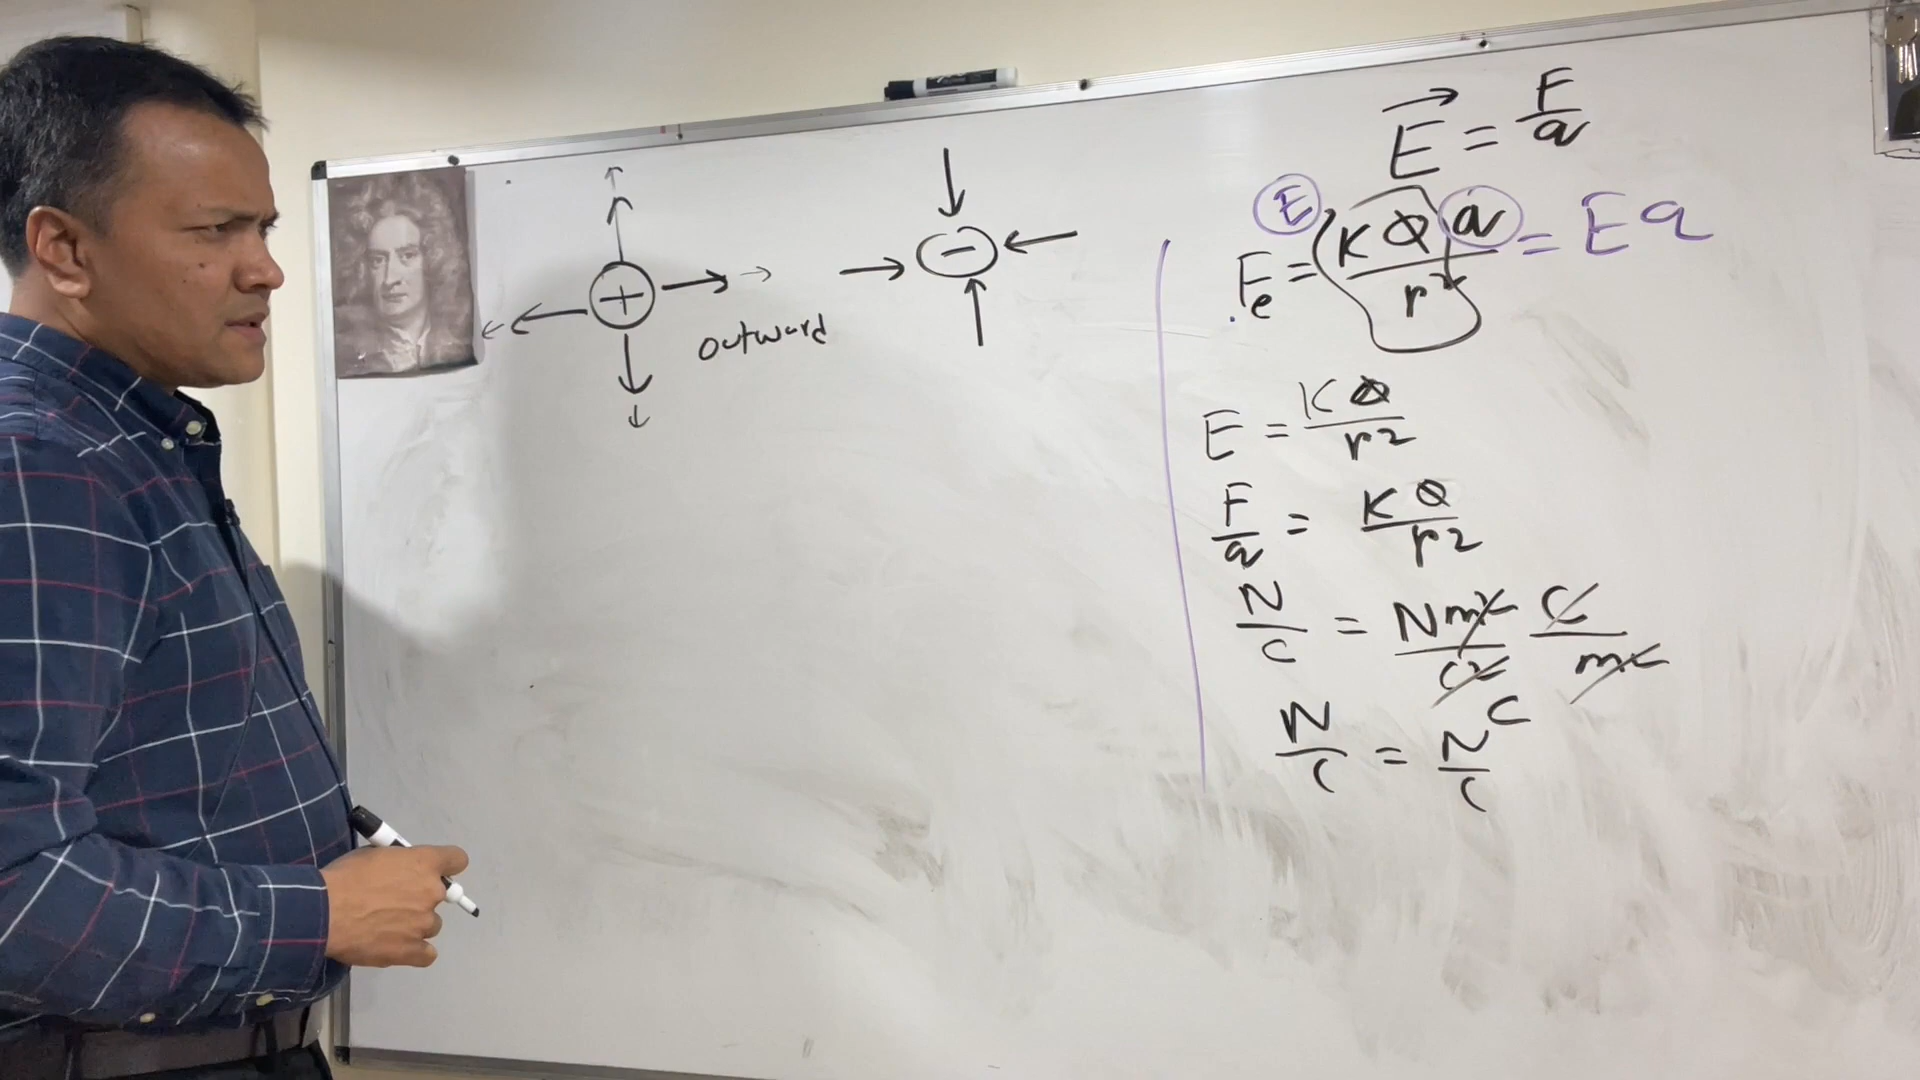 +
outward
-
E = F/q
E
Fe = KQq/r² = Eq
E = KQ/r²
F/q = KQ/r²
N/C = Nm²/C² C/m²
C
N/C = N/C